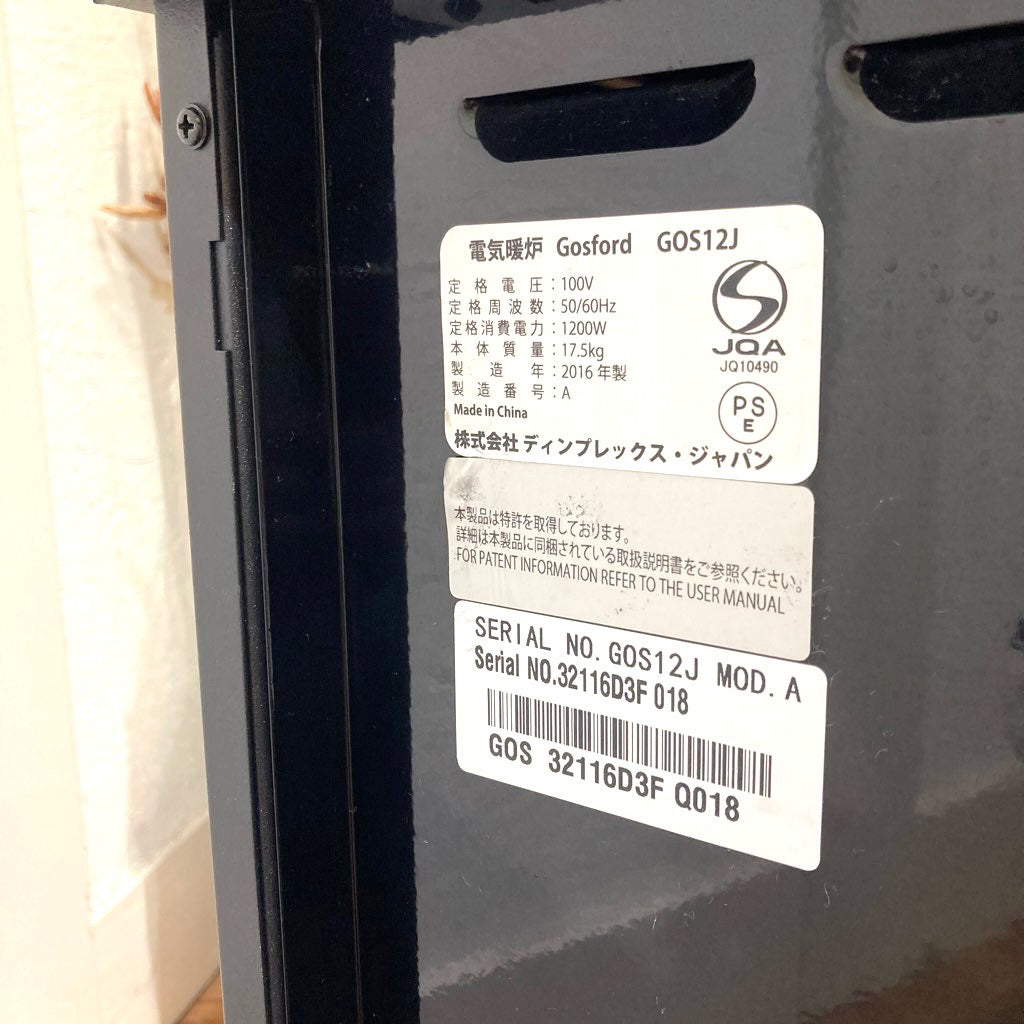 電気暖炉 Gosford GOS12J
定格電圧：100V
定格周波数：50/60Hz
定格消費電力：1200W
本体質量：17.5kg
製造年：2016年製
製造番号：A
Made in China
株式会社 ディンプレックス・ジャパン
JQA
JQ10490
PS
E
本製品は特許を取得しております。
詳細は本製品に同梱されている取扱説明書をご参照ください。
FOR PATENT INFORMATION REFER TO THE USER MANUAL
SERIAL NO. GOS12J MOD. A
Serial NO.32116D3F 018
GOS 32116D3F Q018